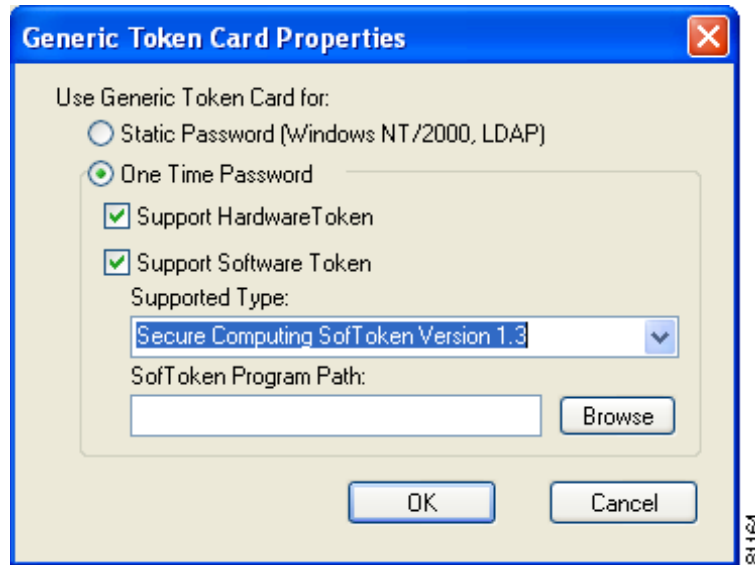 Generic Token Card Properties
Use Generic Token Card for:
Static Password (Windows NT/2000, LDAP)
One Time Password
Support HardwareToken
Support Software Token
Supported Type:
Secure Computing SofToken Version 1.3
SofToken Program Path:
Browse
OK
Cancel
81164